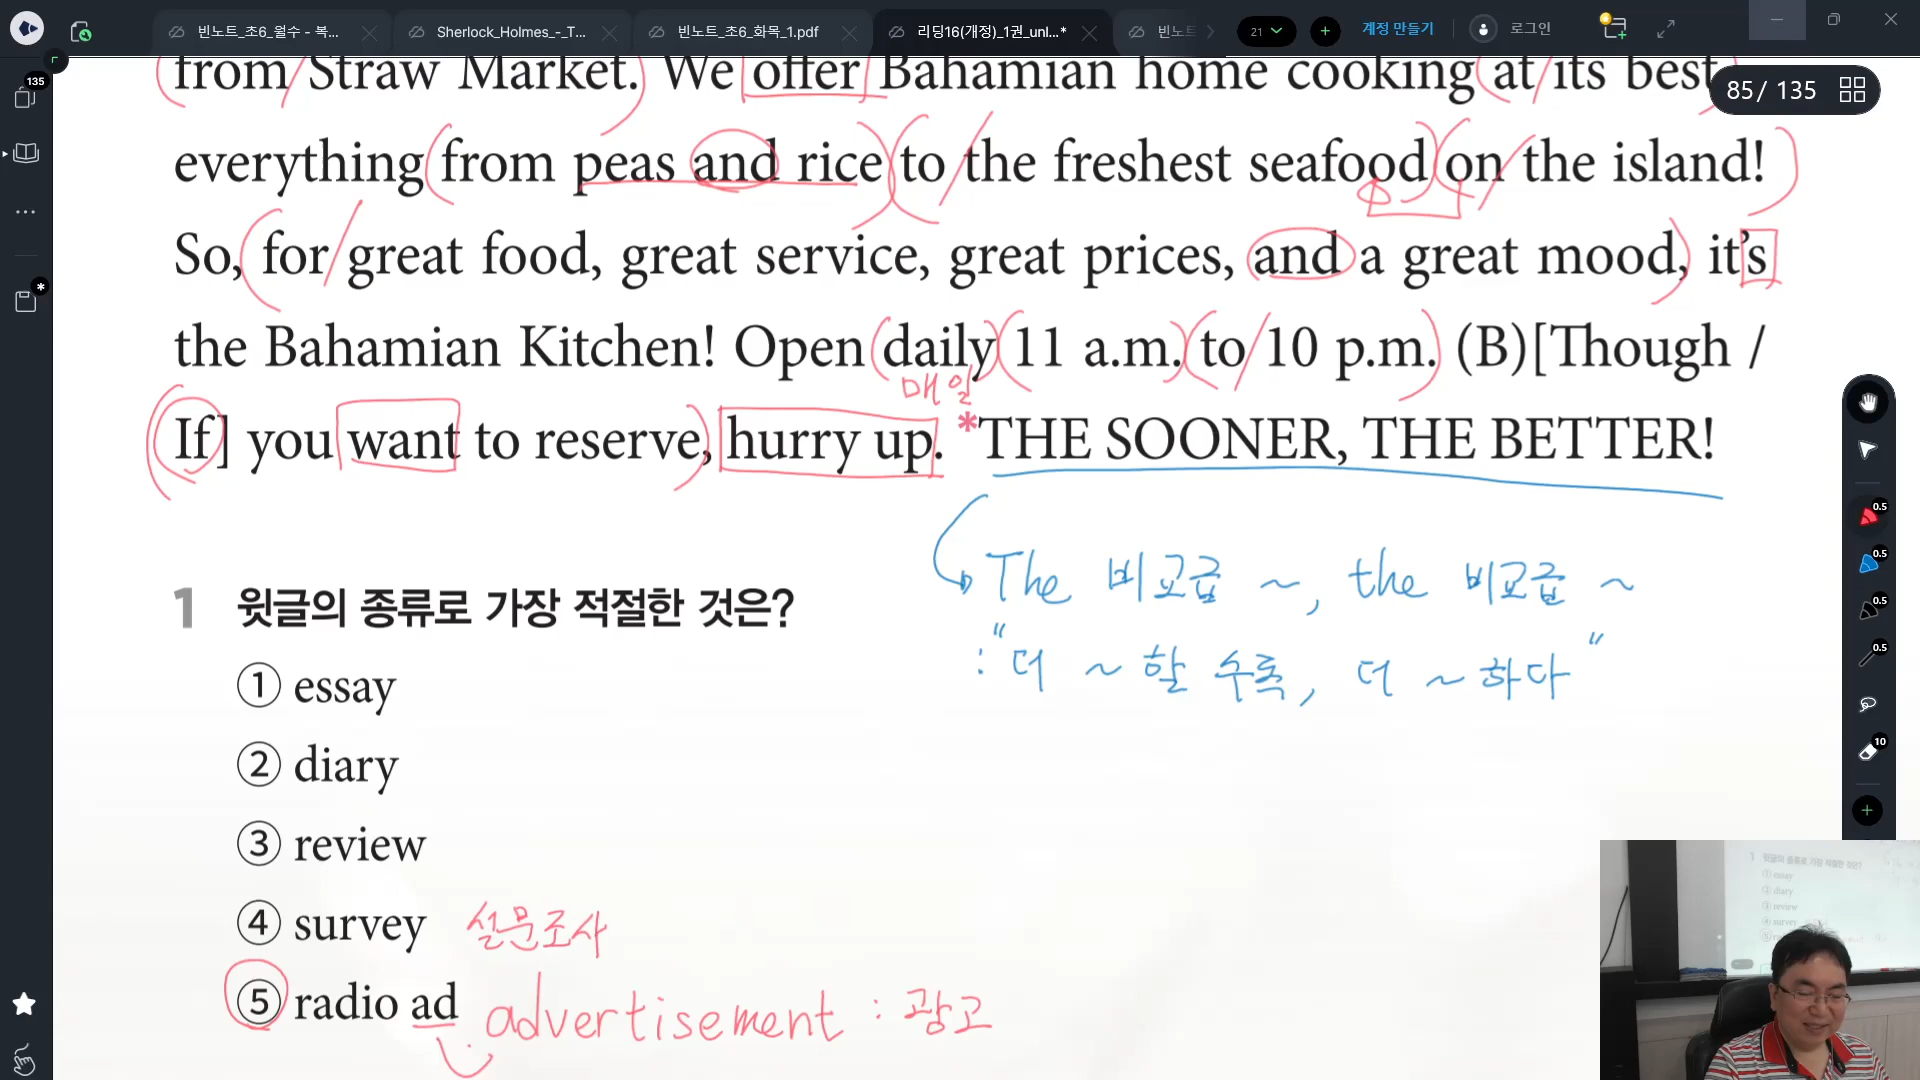 빈노트_초6_월수 - 복...
Sherlock_Holmes_-_T...
빈노트_초6_화목_1.pdf
리딩16(개정)_1권_unl...*
빈노트
21
계정 만들기
로그인
135
85/ 135
from Straw Market. We offer Bahamian home cooking at its best
everything from peas and rice to the freshest seafood on the island!
So, for great food, great service, great prices, and a great mood, it's
the Bahamian Kitchen! Open daily 11 a.m. to 10 p.m. (B)[Though /
매일
If] you want to reserve, hurry up. *THE SOONER, THE BETTER!
The 비교급 ~, the 비교급 ~
: "더 ~ 할 수록, 더 ~하다"
1 윗글의 종류로 가장 적절한 것은?
① essay
② diary
③ review
④ survey 설문조사
⑤ radio ad advertisement : 광고
0.5
0.5
0.5
0.5
10